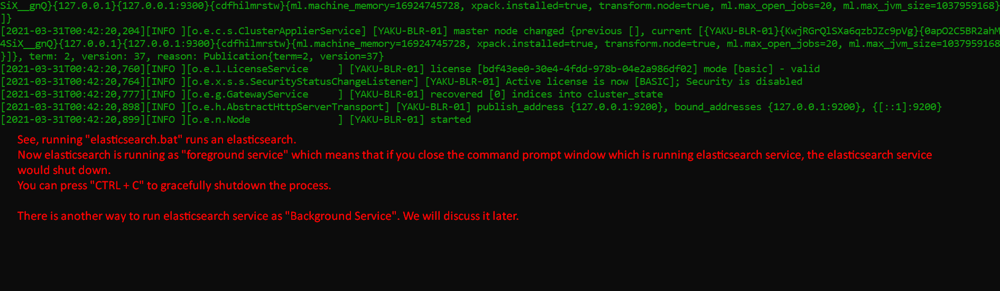 SiX__gnQ}{127.0.0.1}{127.0.0.1:9300}{cdfhilmrstw}{ml.machine_memory=16924745728, xpack.installed=true, transform.node=true, ml.max_open_jobs=20, ml.max_jvm_size=1037959168}
]}
[2021-03-31T00:42:20,204][INFO ][o.e.c.s.ClusterApplierService] [YAKU-BLR-01] master node changed {previous [], current [{YAKU-BLR-01}{KwjRGrQlSXa6qzbJZc9pVg}{0apO2C5BR2ahM
4SiX__gnQ}{127.0.0.1}{127.0.0.1:9300}{cdfhilmrstw}{ml.machine_memory=16924745728, xpack.installed=true, transform.node=true, ml.max_open_jobs=20, ml.max_jvm_size=1037959168
}]}, term: 2, version: 37, reason: Publication{term=2, version=37}
[2021-03-31T00:42:20,760][INFO ][o.e.l.LicenseService     ] [YAKU-BLR-01] license [bdf43ee0-30e4-4fdd-978b-04e2a986df02] mode [basic] - valid
[2021-03-31T00:42:20,764][INFO ][o.e.x.s.s.SecurityStatusChangeListener] [YAKU-BLR-01] Active license is now [BASIC]; Security is disabled
[2021-03-31T00:42:20,777][INFO ][o.e.g.GatewayService     ] [YAKU-BLR-01] recovered [0] indices into cluster_state
[2021-03-31T00:42:20,898][INFO ][o.e.h.AbstractHttpServerTransport] [YAKU-BLR-01] publish_address {127.0.0.1:9200}, bound_addresses {127.0.0.1:9200}, {[::1]:9200}
[2021-03-31T00:42:20,899][INFO ][o.e.n.Node               ] [YAKU-BLR-01] started
See, running "elasticsearch.bat" runs an elasticsearch.
Now elasticsearch is running as "foreground service" which means that if you close the command prompt window which is running elasticsearch service, the elasticsearch service
would shut down.
You can press "CTRL + C" to gracefully shutdown the process.
There is another way to run elasticsearch service as "Background Service". We will discuss it later.